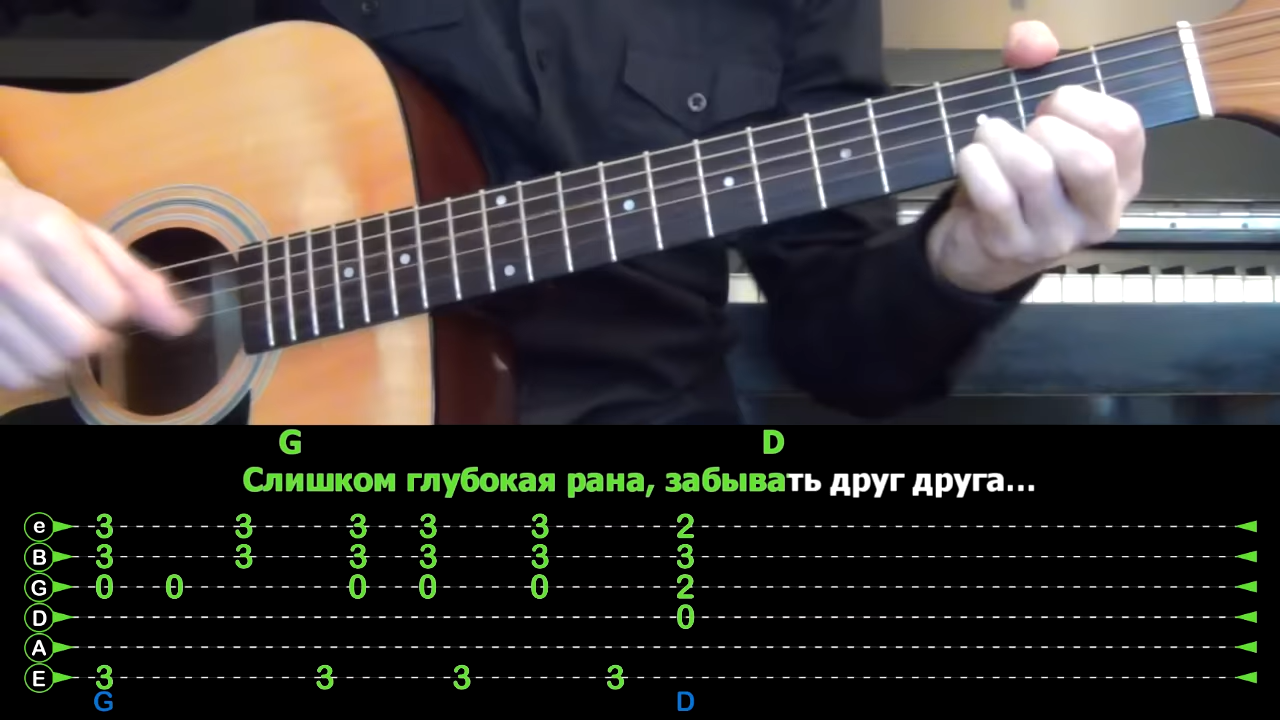 G D
Слишком глубокая рана, забывать друг друга...
e 3 3 3 3 3 2
B 3 3 3 3 3 3
G 0 0 0 0 0 2
D 0
A
E 3 3 3 3
G D